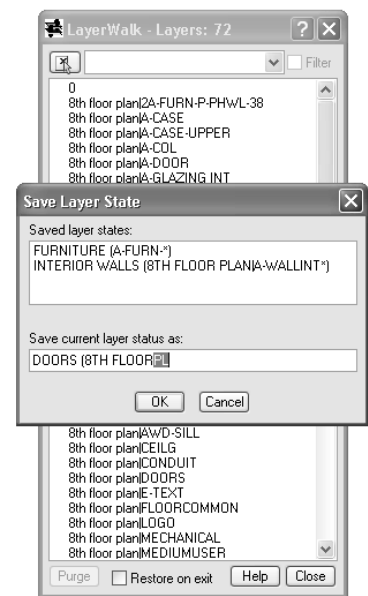 LayerWalk - Layers: 72
Filter
0
8th floor plan|2A-FURN-P-PHWL-38
8th floor plan|A-CASE
8th floor plan|A-CASE-UPPER
8th floor plan|A-COL
8th floor plan|A-DOOR
8th floor plan|A-GLAZING INT
Save Layer State
Saved layer states:
FURNITURE (A-FURN-*)
INTERIOR WALLS (8TH FLOOR PLAN|A-WALLINT*)
Save current layer status as:
DOORS (8TH FLOORPL
OK Cancel
8th floor plan|AWD-SILL
8th floor plan|CEILG
8th floor plan|CONDUIT
8th floor plan|DOORS
8th floor plan|E-TEXT
8th floor plan|FLOORCOMMON
8th floor plan|LOGO
8th floor plan|MECHANICAL
8th floor plan|MEDIUMUSER
Purge Restore on exit Help Close